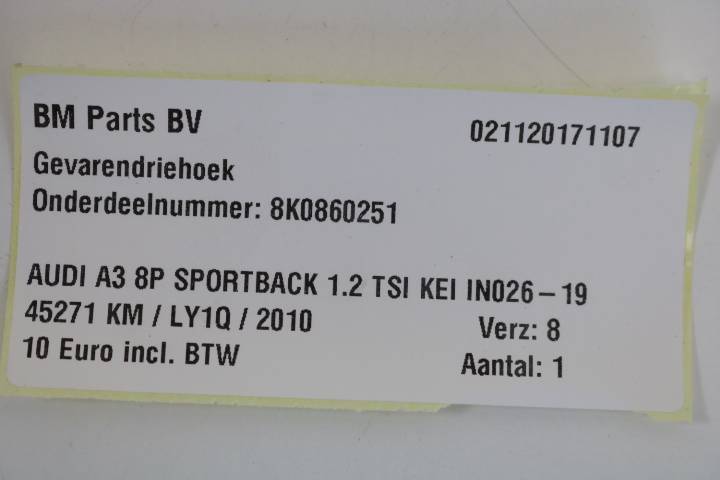 BM Parts BV 021120171107
Gevarendriehoek
Onderdeelnummer: 8K0860251
AUDI A3 8P SPORTBACK 1.2 TSI KEI IN026-19
45271 KM / LY1Q / 2010 Verz: 8
10 Euro incl. BTW Aantal: 1